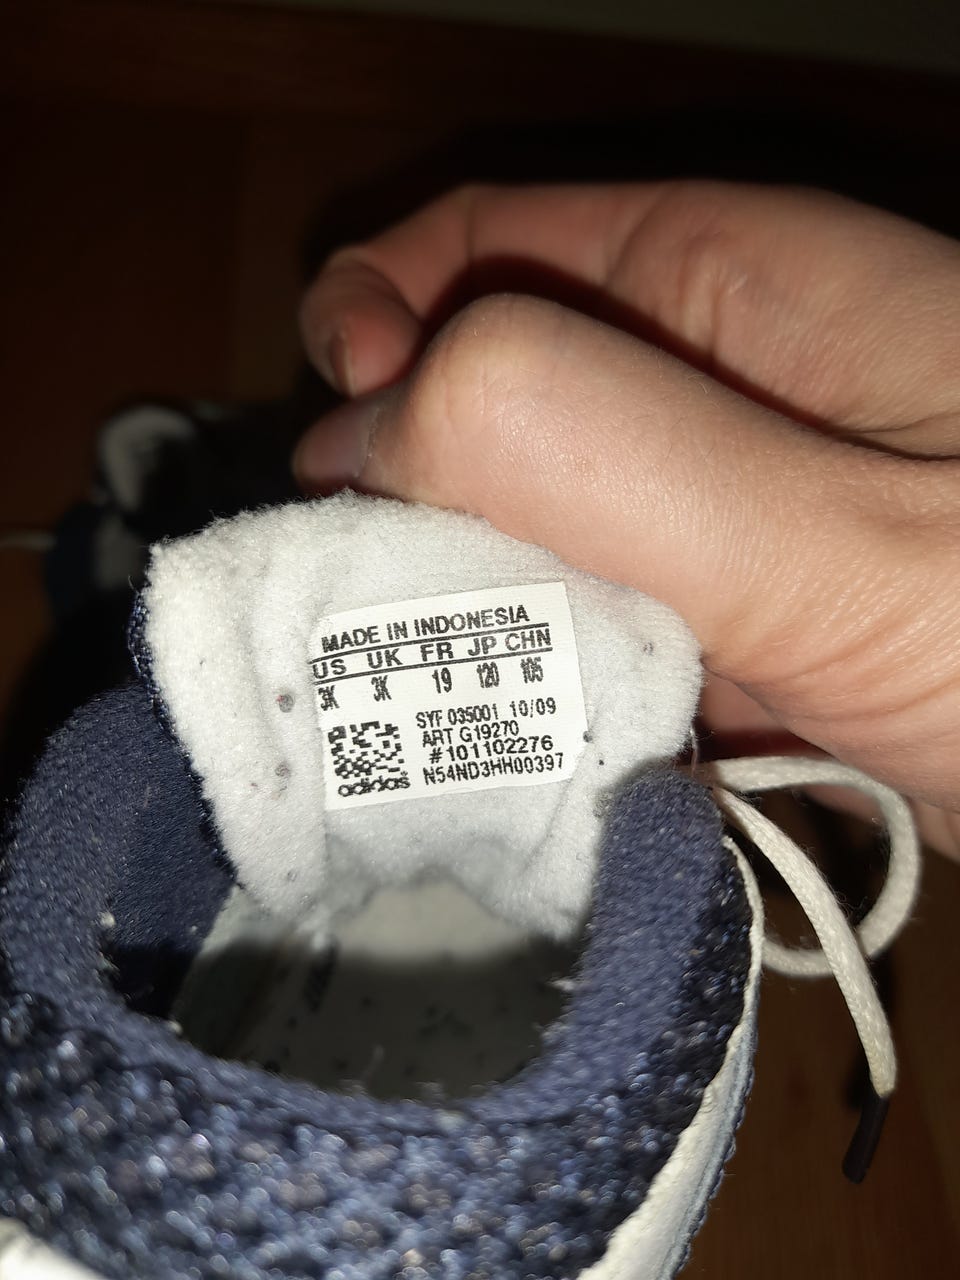 MADE IN INDONESIA
US UK FR JP CHN
3K 3K 19 120 105
SYF 035001 10/09
ART G19270
#101102276
N54ND3HH00397
adidas